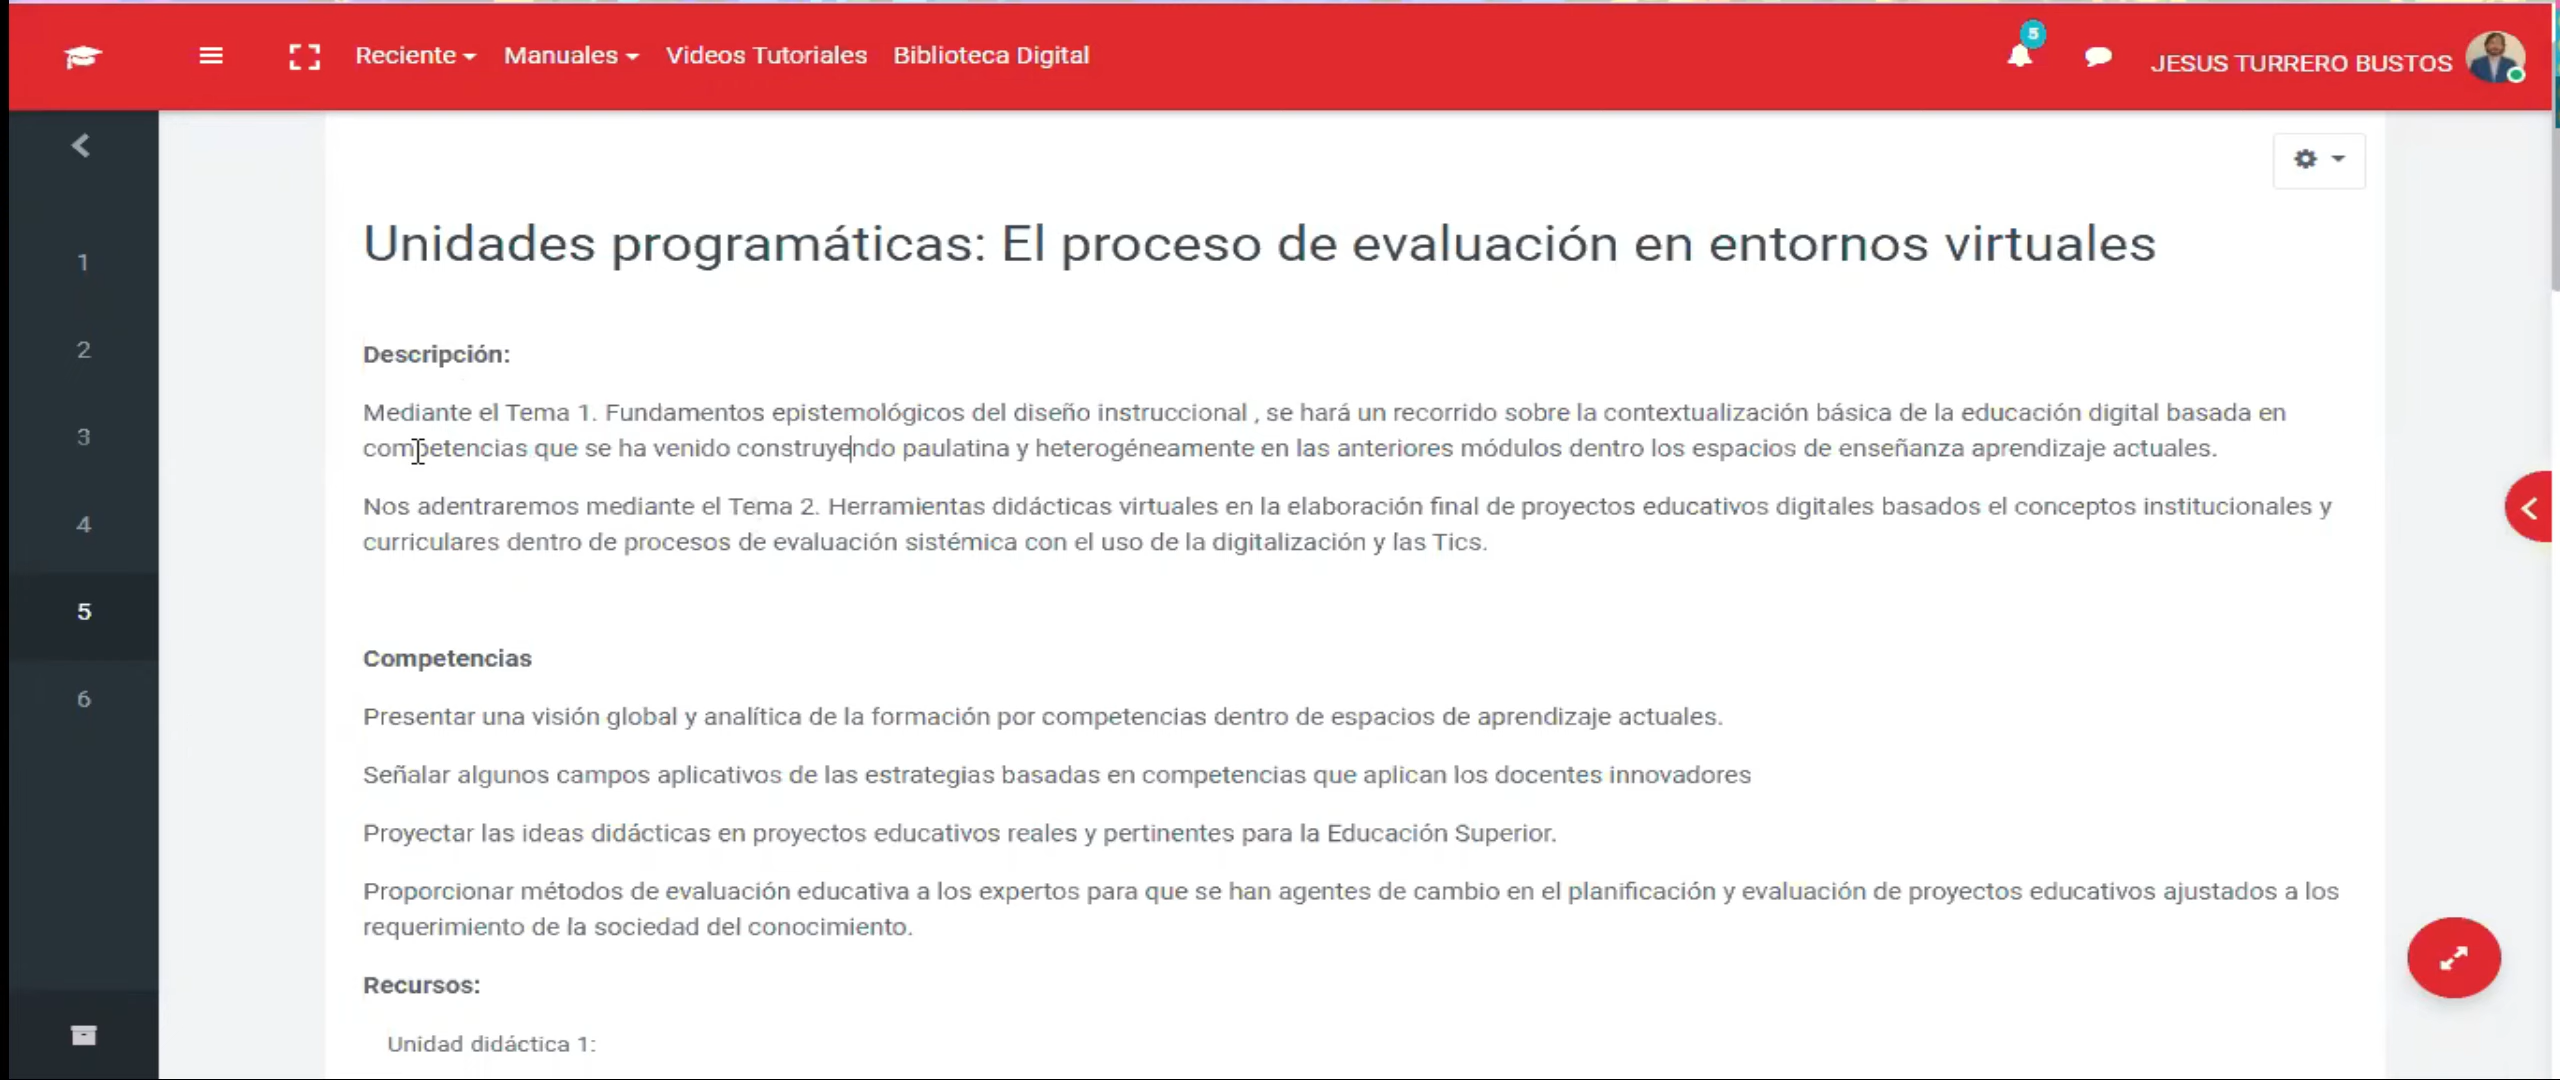 Reciente Manuales Videos Tutoriales Biblioteca Digital 5 JESUS TURRERO BUSTOS
1
2
3
4
5
6
Unidades programáticas: El proceso de evaluación en entornos virtuales
Descripción:
Mediante el Tema 1. Fundamentos epistemológicos del diseño instruccional , se hará un recorrido sobre la contextualización básica de la educación digital basada en
competencias que se ha venido construyendo paulatina y heterogéneamente en las anteriores módulos dentro los espacios de enseñanza aprendizaje actuales.
Nos adentraremos mediante el Tema 2. Herramientas didácticas virtuales en la elaboración final de proyectos educativos digitales basados el conceptos institucionales y
curriculares dentro de procesos de evaluación sistémica con el uso de la digitalización y las Tics.
Competencias
Presentar una visión global y analítica de la formación por competencias dentro de espacios de aprendizaje actuales.
Señalar algunos campos aplicativos de las estrategias basadas en competencias que aplican los docentes innovadores
Proyectar las ideas didácticas en proyectos educativos reales y pertinentes para la Educación Superior.
Proporcionar métodos de evaluación educativa a los expertos para que se han agentes de cambio en el planificación y evaluación de proyectos educativos ajustados a los
requerimiento de la sociedad del conocimiento.
Recursos:
Unidad didáctica 1: